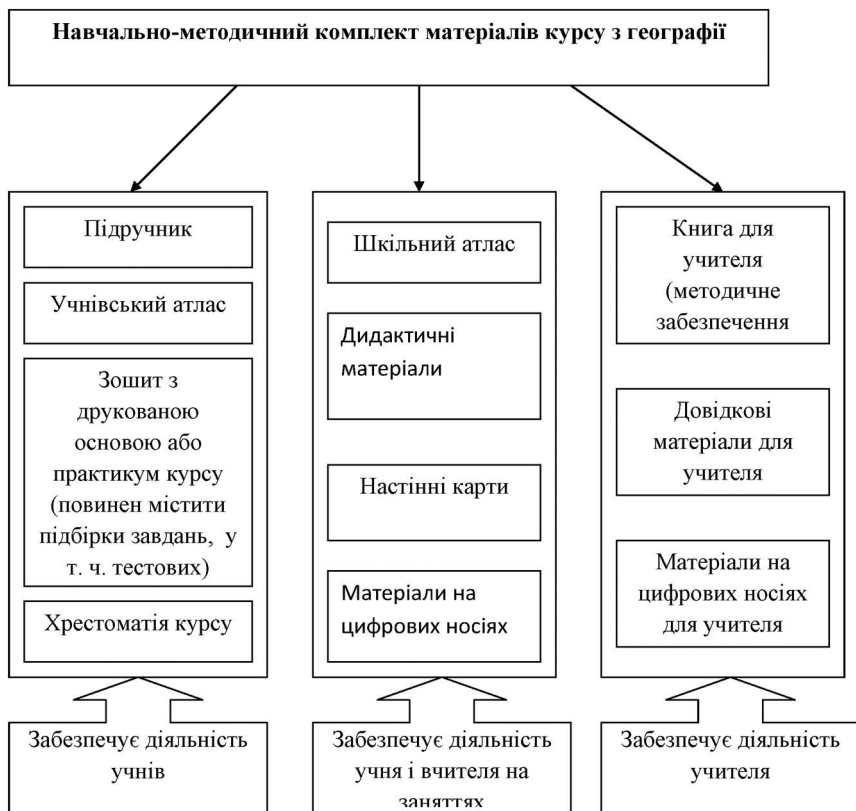 Навчально-методичний комплект матеріалів курсу з географії
Підручник
Учнівський атлас
Зошит з
друкованою
основою або
практикум курсу
(повинен містити
підбірки завдань, у
т. ч. тестових)
Хрестоматія курсу
Забезпечує діяльність
учнів
Шкільний атлас
Дидактичні
матеріали
Настінні карти
Матеріали на
цифрових носіях
Забезпечує діяльність
учня і вчителя на
заняттях
Книга для
учителя
(методичне
забезпечення
Довідкові
матеріали для
учителя
Матеріали на
цифрових носіях
для учителя
Забезпечує діяльність
учителя